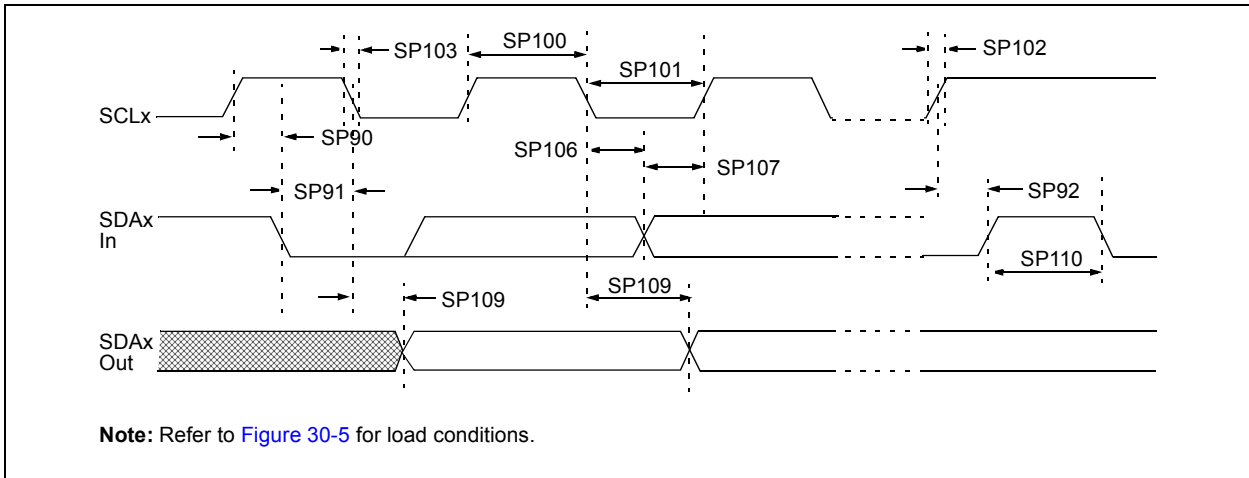 SP103
SP100
SP101
SP102
SCLx
SP90
SP106
SP107
SP91
SP92
SDAx
In
SP110
SP109
SP109
SDAx
Out
Note: Refer to Figure 30-5 for load conditions.